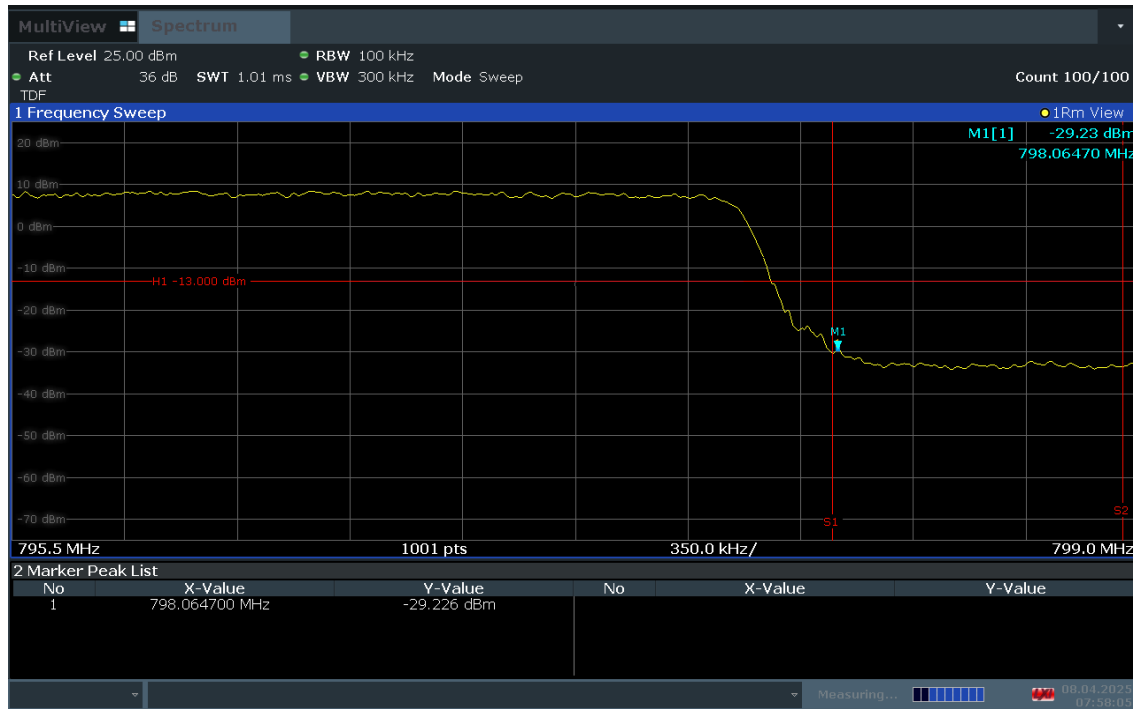 MultiView Spectrum
Ref Level 25.00 dBm RBW 100 kHz
Att 36 dB SWT 1.01 ms VBW 300 kHz Mode Sweep Count 100/100
TDF
1 Frequency Sweep 1Rm View
M1[1] -29.23 dBm
798.06470 MHz
20 dBm
10 dBm
0 dBm
-10 dBm
H1 -13.000 dBm
-20 dBm
M1
-30 dBm
-40 dBm
-50 dBm
-60 dBm
-70 dBm
S1
S2
795.5 MHz 1001 pts 350.0 kHz/ 799.0 MHz
2 Marker Peak List
No X-Value Y-Value No X-Value Y-Value
1 798.064700 MHz -29.226 dBm
Measuring... 08.04.2025
07:58:05